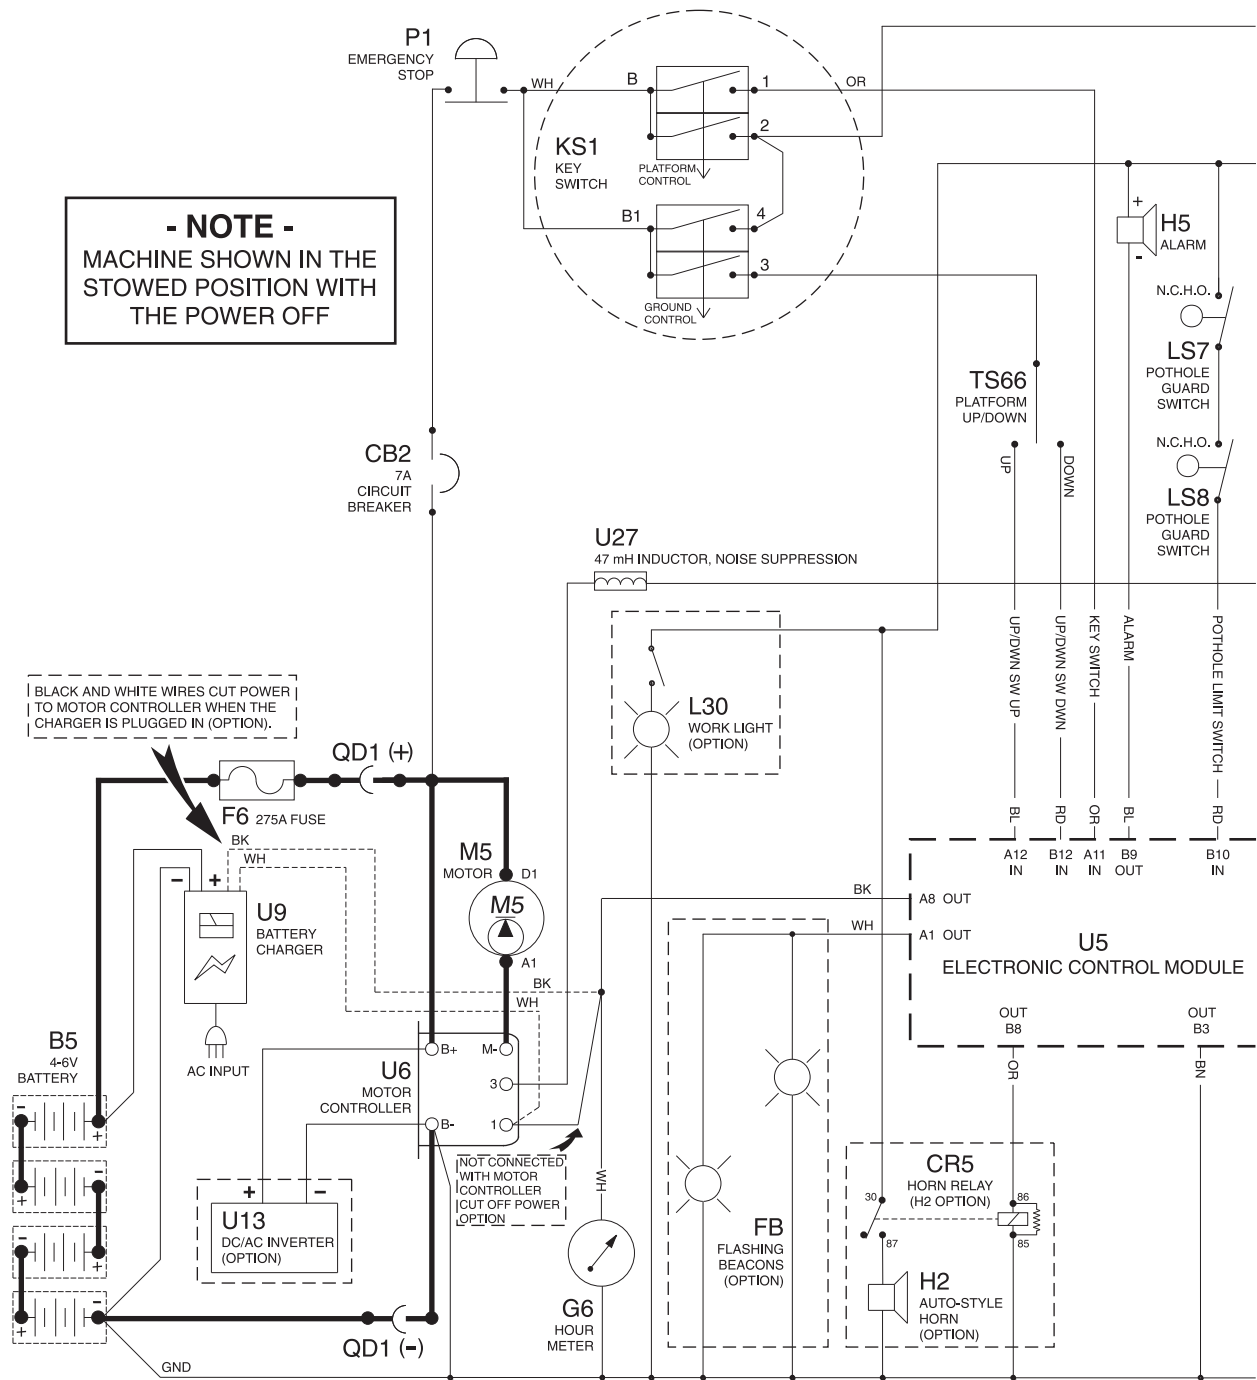 P1
EMERGENCY
STOP
WH
B
1
OR
2
KS1
KEY
SWITCH
PLATFORM
CONTROL
B1
4
3
GROUND
CONTROL
- NOTE -
MACHINE SHOWN IN THE
STOWED POSITION WITH
THE POWER OFF
+
H5
ALARM
-
N.C.H.O.
LS7
POTHOLE
GUARD
SWITCH
TS66
PLATFORM
UP/DOWN
UP
DOWN
N.C.H.O.
LS8
POTHOLE
GUARD
SWITCH
CB2
7A
CIRCUIT
BREAKER
U27
47 mH INDUCTOR, NOISE SUPPRESSION
UP/DWN SW UP
UP/DWN SW DWN
KEY SWITCH
ALARM
POTHOLE LIMIT SWITCH
L30
WORK LIGHT
(OPTION)
BLACK AND WHITE WIRES CUT POWER
TO MOTOR CONTROLLER WHEN THE
CHARGER IS PLUGGED IN (OPTION).
QD1 (+)
F6 275A FUSE
BL
RD
OR
BL
RD
BK
WH
- +
M5
MOTOR
D1
M5
A1
A12
IN
B12
IN
A11
IN
B9
OUT
B10
IN
U9
BATTERY
CHARGER
BK
A8 OUT
WH
A1 OUT
U5
ELECTRONIC CONTROL MODULE
BK
WH
OUT
B8
OUT
B3
AC INPUT
B5
4-6V
BATTERY
B+
M-
U6
MOTOR
CONTROLLER
3
B-
1
OR
BN
-
+
-
+
-
+
-
+
NOT CONNECTED
WITH MOTOR
CONTROLLER
CUT OFF POWER
OPTION
WH
CR5
HORN RELAY
(H2 OPTION)
30
86
87
85
+ -
U13
DC/AC INVERTER
(OPTION)
FB
FLASHING
BEACONS
(OPTION)
H2
AUTO-STYLE
HORN
(OPTION)
G6
HOUR
METER
QD1 (-)
GND